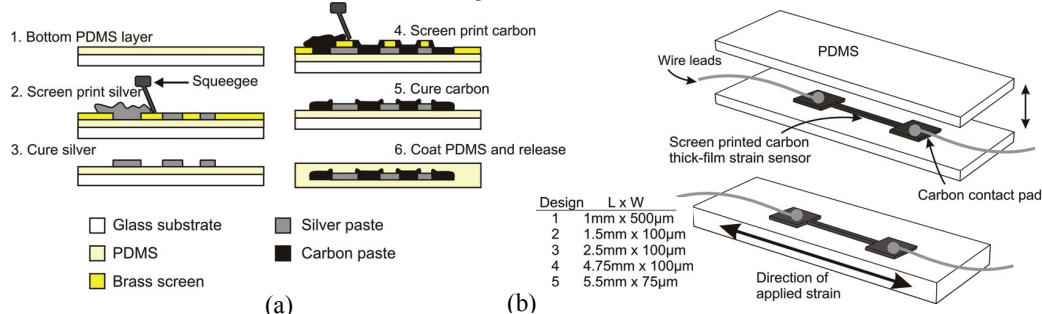 1. Bottom PDMS layer
2. Screen print silver
Squeegee
3. Cure silver
4. Screen print carbon
5. Cure carbon
6. Coat PDMS and release
Glass substrate
PDMS
Brass screen
Silver paste
Carbon paste
(a)
PDMS
Wire leads
Screen printed carbon
thick-film strain sensor
Carbon contact pad
Design L x W
1 1mm x 500µm
2 1.5mm x 100µm
3 2.5mm x 100µm
4 4.75mm x 100µm
5 5.5mm x 75µm
Direction of
applied strain
(b)